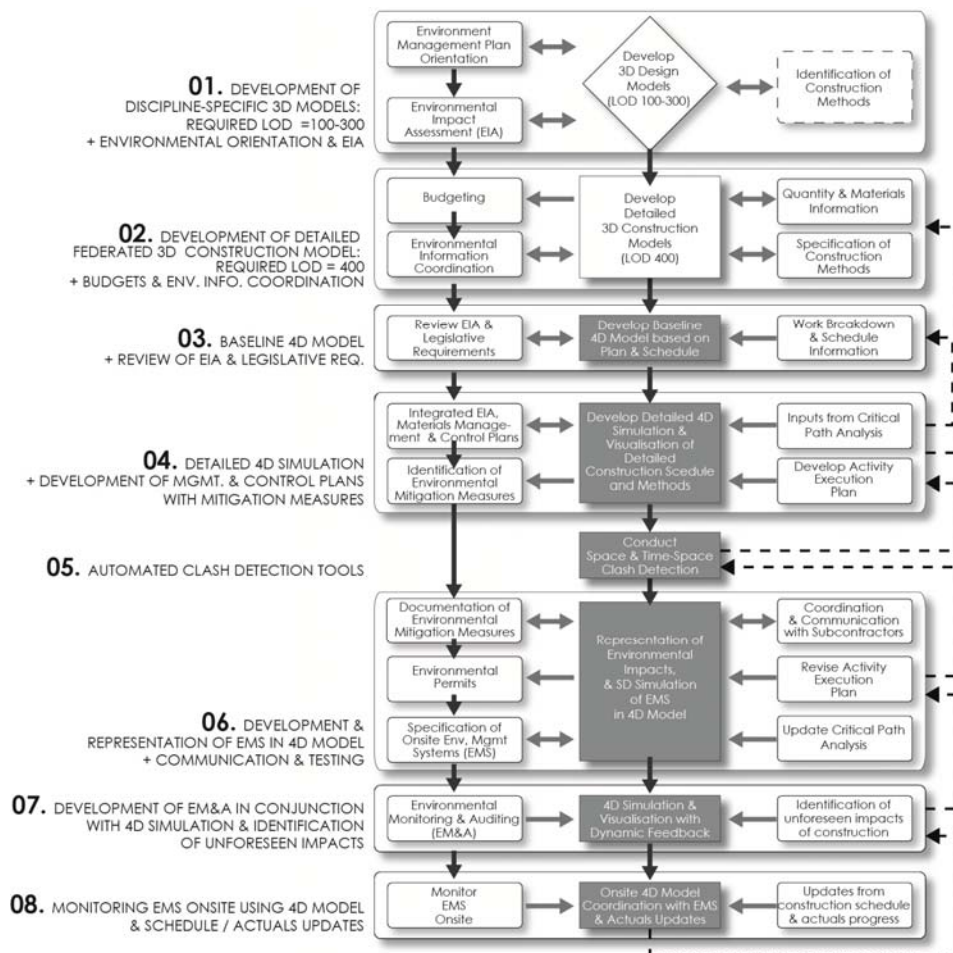 01. DEVELOPMENT OF
DISCIPLINE-SPECIFIC 3D MODELS:
REQUIRED LOD =100-300
+ ENVIRONMENTAL ORIENTATION & EIA
Environment
Management Plan
Orientation
Environmental
Impact
Assessment (EIA)
Develop
3D Design
Models
(LOD 100-300)
Identification of
Construction
Methods
02. DEVELOPMENT OF DETAILED
FEDERATED 3D CONSTRUCTION MODEL:
REQUIRED LOD = 400
+ BUDGETS & ENV. INFO. COORDINATION
Budgeting
Environmental
Information
Coordination
Develop
Detailed
3D Construction
Models
(LOD 400)
Quantity & Materials
Information
Specification of
Construction
Methods
03. BASELINE 4D MODEL
+ REVIEW OF EIA & LEGISLATIVE REQ.
Review EIA &
Legislative
Requirements
Develop Baseline
4D Model based on
Plan & Schedule
Work Breakdown
& Schedule
Information
04. DETAILED 4D SIMULATION
+ DEVELOPMENT OF MGMT. & CONTROL PLANS
WITH MITIGATION MEASURES
Integrated EIA,
Materials Manage-
ment & Control Plans
Identification of
Environmental
Mitigation Measures
Develop Detailed 4D
Simulation &
Visualisation of
Detailed
Construction Scedule
and Methods
Inputs from Critical
Path Analysis
Develop Activity
Execution
Plan
05. AUTOMATED CLASH DETECTION TOOLS
Conduct
Space & Time-Space
Clash Detection
06. DEVELOPMENT &
REPRESENTATION OF EMS IN 4D MODEL
+ COMMUNICATION & TESTING
Documentation of
Environmental
Mitigation Measures
Environmental
Permits
Specification of
Onsite Env, Mgmt
Systems (EMS)
Representation of
Environmental
Impacts,
& SD Simulation
of EMS
in 4D Model
Coordination
& Communication
with Subcontractors
Revise Activity
Execution
Plan
Update Critical Path
Analysis
07. DEVELOPMENT OF EM&A IN CONJUNCTION
WITH 4D SIMULATION & IDENTIFICATION
OF UNFORESEEN IMPACTS
Environmental
Monitoring & Auditing
(EM&A)
4D Simulation &
Visualisation with
Dynamic Feedback
Identification of
unforeseen impacts
of construction
08. MONITORING EMS ONSITE USING 4D MODEL
& SCHEDULE / ACTUALS UPDATES
Monitor
EMS
Onsite
Onsite 4D Model
Coordination with EMS
& Actuals Updates
Updates from
construction schedule
& actuals progress